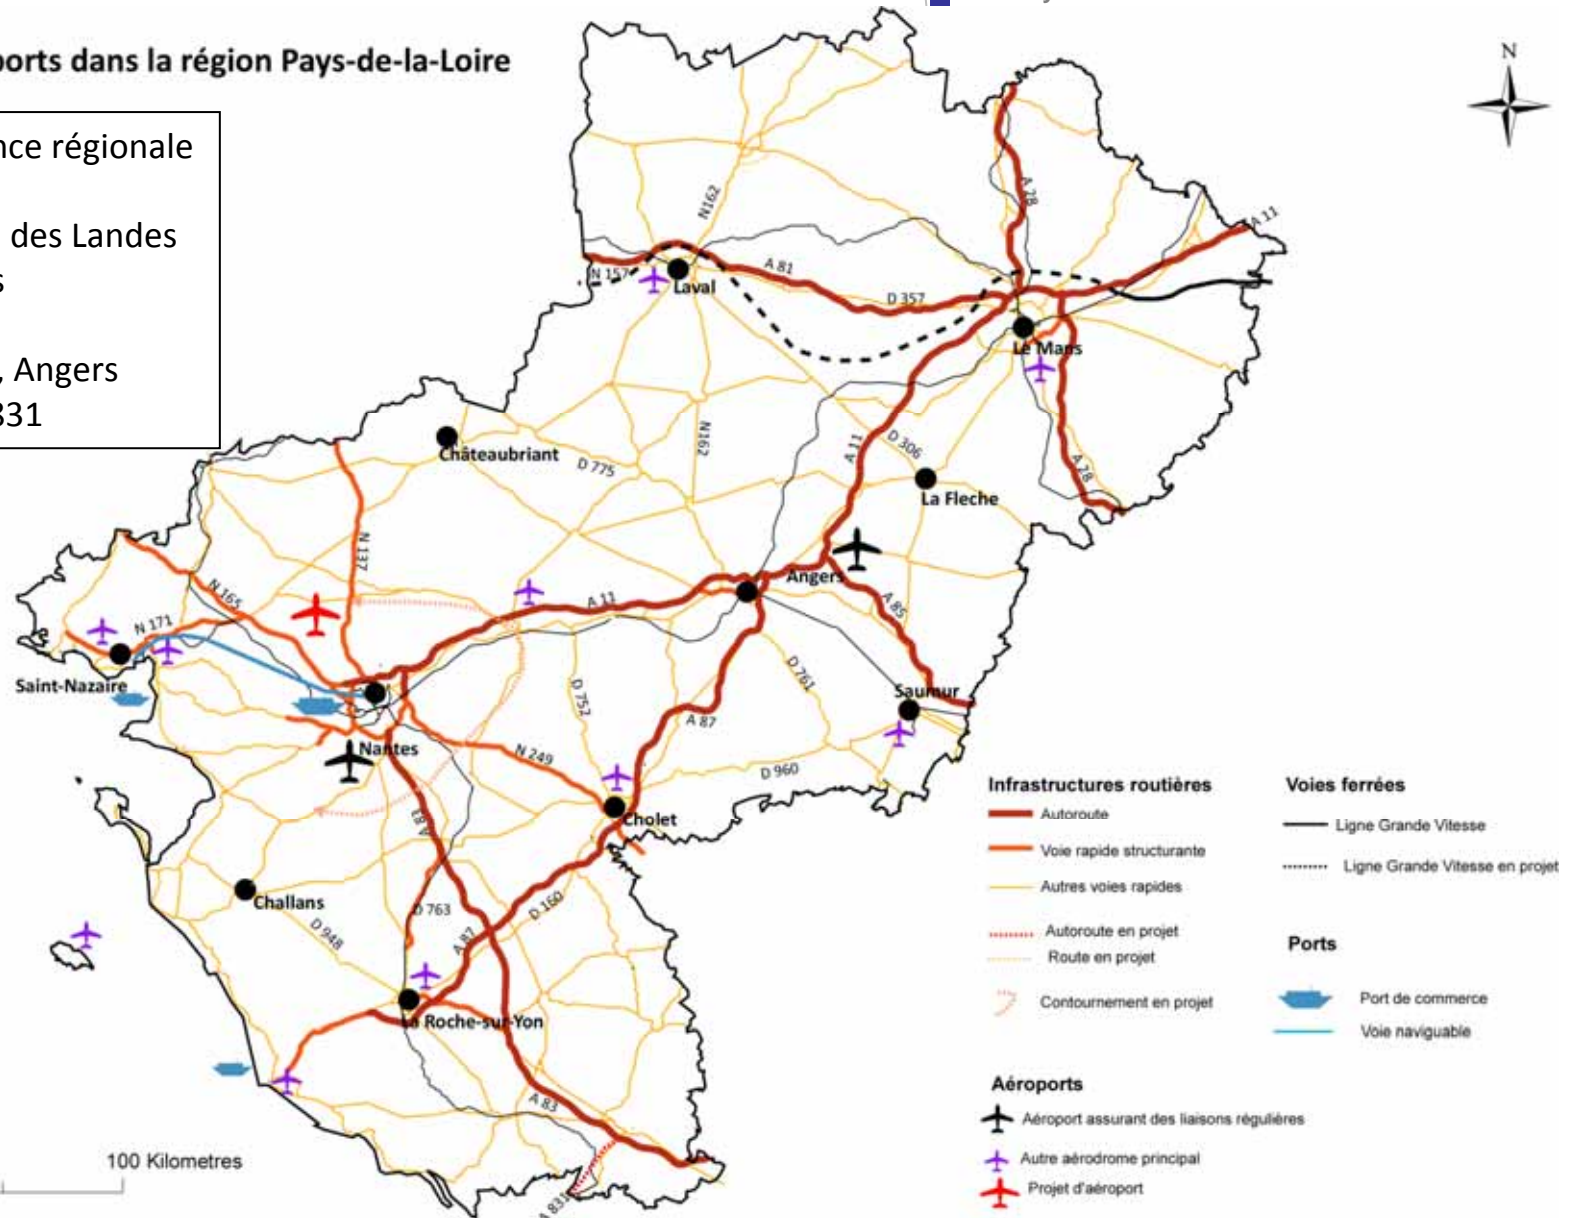 ports dans la région Pays-de-la-Loire
nce régionale
des Landes
s
, Angers
831
N
A 28
A 11
N162
A 81
N 157
Laval
D 357
Le Mans
Châteaubriant
D 775
N162
A 11
D 306
La Fleche
A 28
N 137
Angers
A 85
N 165
A 11
N 171
Saint-Nazaire
D 752
D 761
Saumur
A 87
Nantes
N 249
D 960
Cholet
A 83
Challans
D 763
D 160
D 948
A 87
La Roche-sur-Yon
A 83
A 831
100 Kilometres
Infrastructures routières
Autoroute
Voie rapide structurante
Autres voies rapides
Autoroute en projet
Route en projet
Contournement en projet
Voies ferrées
Ligne Grande Vitesse
Ligne Grande Vitesse en projet
Ports
Port de commerce
Voie naviguable
Aéroports
Aéroport assurant des liaisons régulières
Autre aérodrome principal
Projet d'aéroport